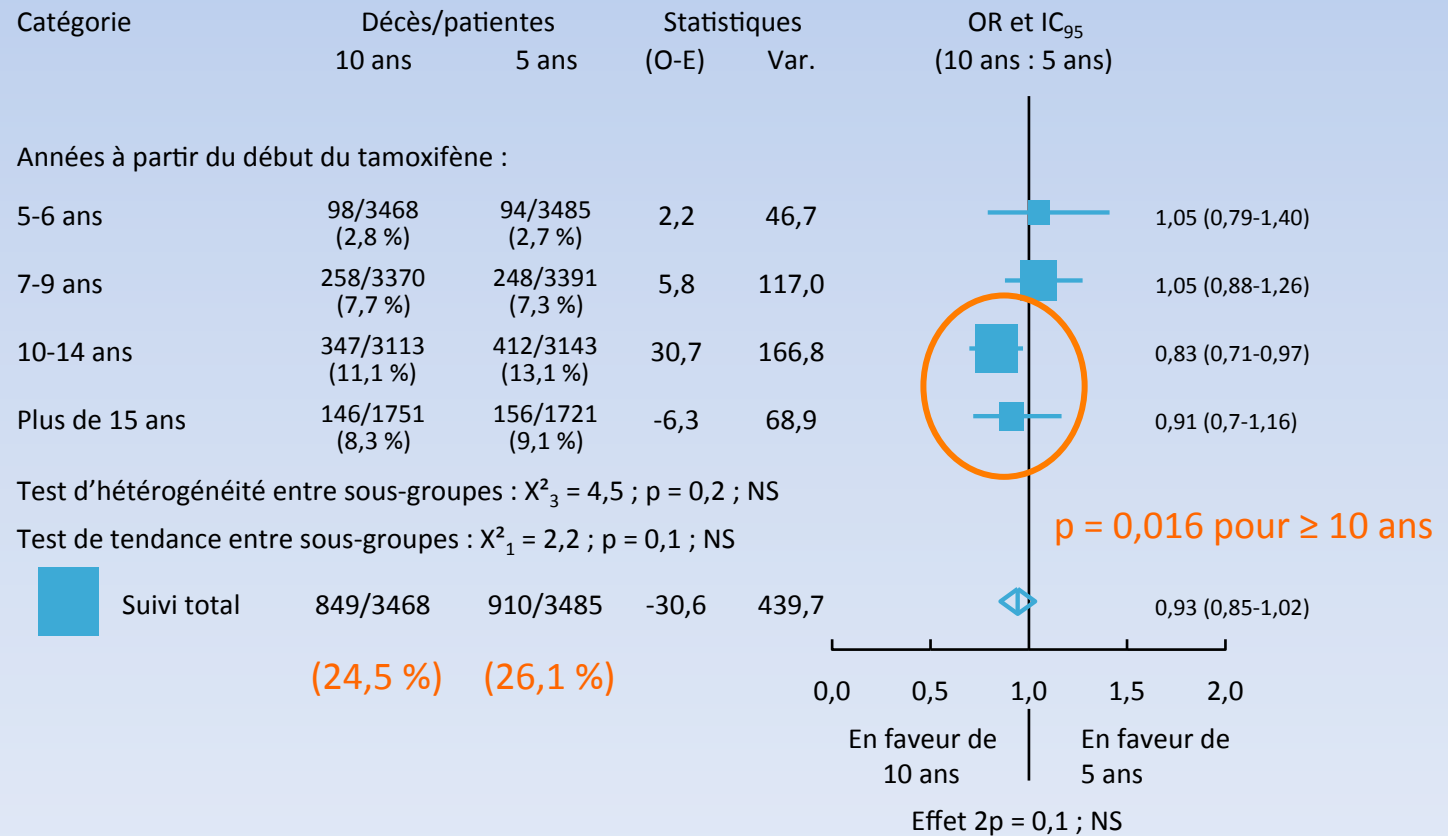 Catégorie Décès/patientes Statistiques OR et IC95
10 ans 5 ans (O-E) Var. (10 ans : 5 ans)
Années à partir du début du tamoxifène :
5-6 ans 98/3468 94/3485 2,2 46,7 1,05 (0,79-1,40)
(2,8 %) (2,7 %)
7-9 ans 258/3370 248/3391 5,8 117,0 1,05 (0,88-1,26)
(7,7 %) (7,3 %)
10-14 ans 347/3113 412/3143 30,7 166,8 0,83 (0,71-0,97)
(11,1 %) (13,1 %)
Plus de 15 ans 146/1751 156/1721 -6,3 68,9 0,91 (0,7-1,16)
(8,3 %) (9,1 %)
Test d’hétérogénéité entre sous-groupes : X²3 = 4,5 ; p = 0,2 ; NS
p = 0,016 pour ≥ 10 ans
Test de tendance entre sous-groupes : X²1 = 2,2 ; p = 0,1 ; NS
Suivi total 849/3468 910/3485 -30,6 439,7 0,93 (0,85-1,02)
(24,5 %) (26,1 %)
0,0 0,5 1,0 1,5 2,0
En faveur de En faveur de
10 ans 5 ans
Effet 2p = 0,1 ; NS